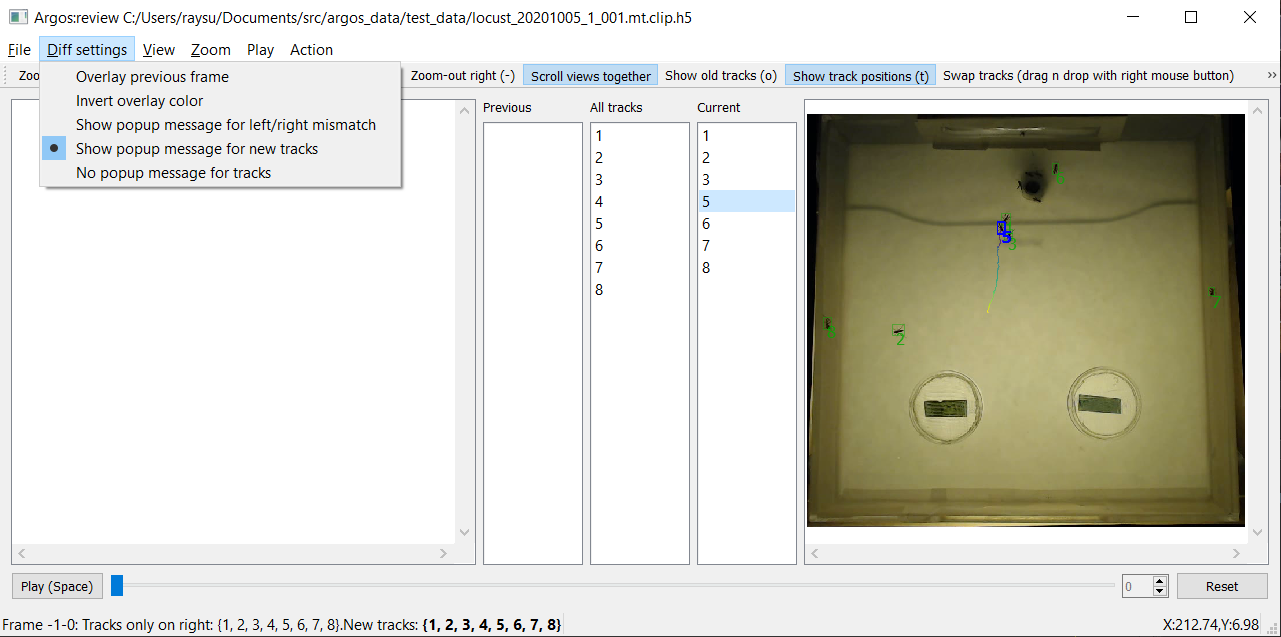 Argos:review C:/Users/raysu/Documents/src/argos_data/test_data/locust_20201005_1_001.mt.clip.h5
File Diff settings View Zoom Play Action
Overlay previous frame
Invert overlay color
Show popup message for left/right mismatch
Show popup message for new tracks
No popup message for tracks
Zoo
Zoom-out right (-) Scroll views together Show old tracks (o) Show track positions (t) Swap tracks (drag n drop with right mouse button) »
Previous All tracks Current
1 1
2 2
3 3
4 5
5 6
6 7
7 8
8
5
7
2
Play (Space) 0 Reset
Frame -1-0: Tracks only on right: {1, 2, 3, 4, 5, 6, 7, 8}.New tracks: {1, 2, 3, 4, 5, 6, 7, 8} X:212.74,Y:6.98